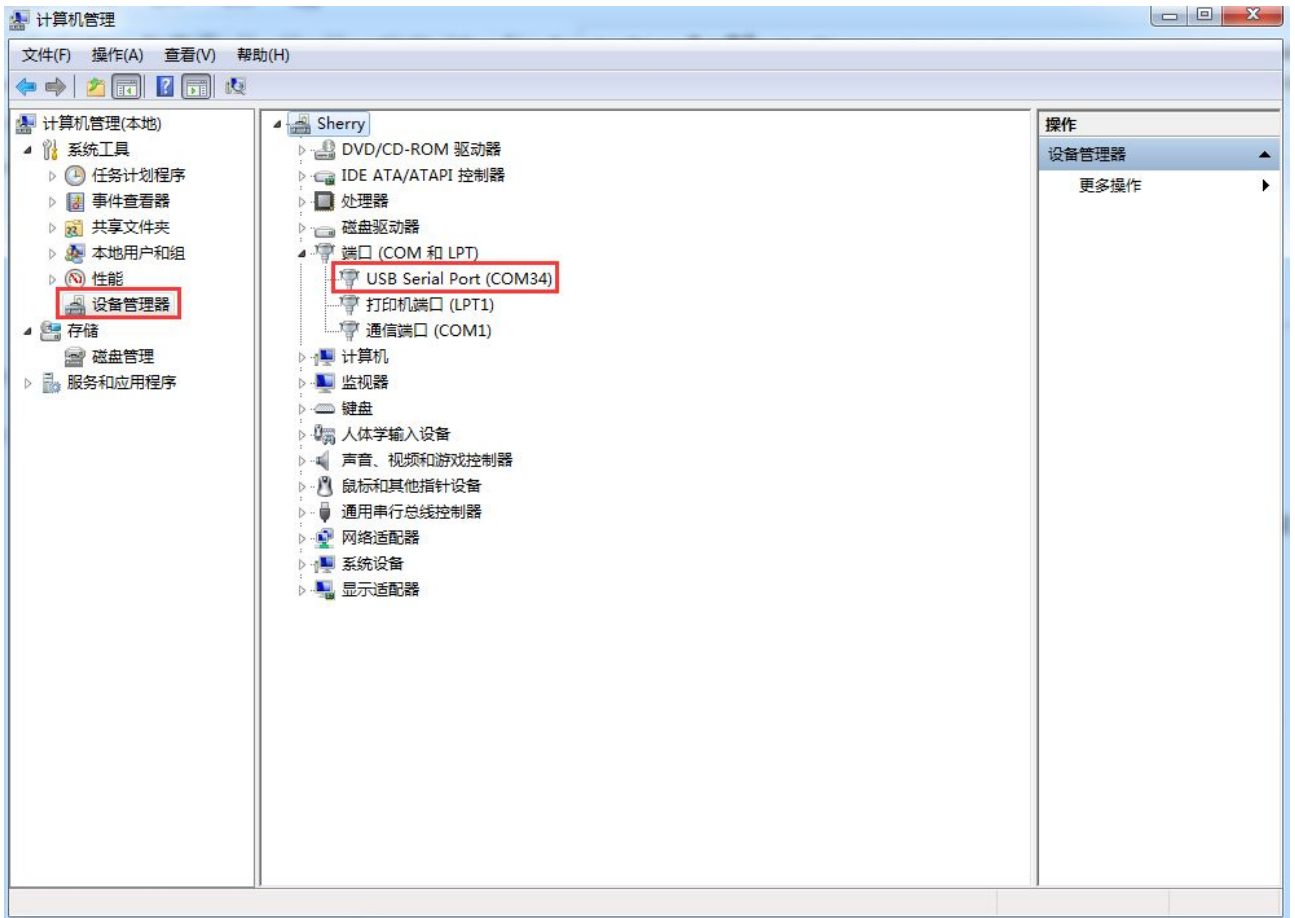 计算机管理
文件(F) 操作(A) 查看(V) 帮助(H)
计算机管理(本地)
系统工具
任务计划程序
事件查看器
共享文件夹
本地用户和组
性能
设备管理器
存储
磁盘管理
服务和应用程序
Sherry
DVD/CD-ROM 驱动器
IDE ATA/ATAPI 控制器
处理器
磁盘驱动器
端口 (COM 和 LPT)
USB Serial Port (COM34)
打印机端口 (LPT1)
通信端口 (COM1)
计算机
监视器
键盘
人体学输入设备
声音、视频和游戏控制器
鼠标和其他指针设备
通用串行总线控制器
网络适配器
系统设备
显示适配器
操作
设备管理器
更多操作